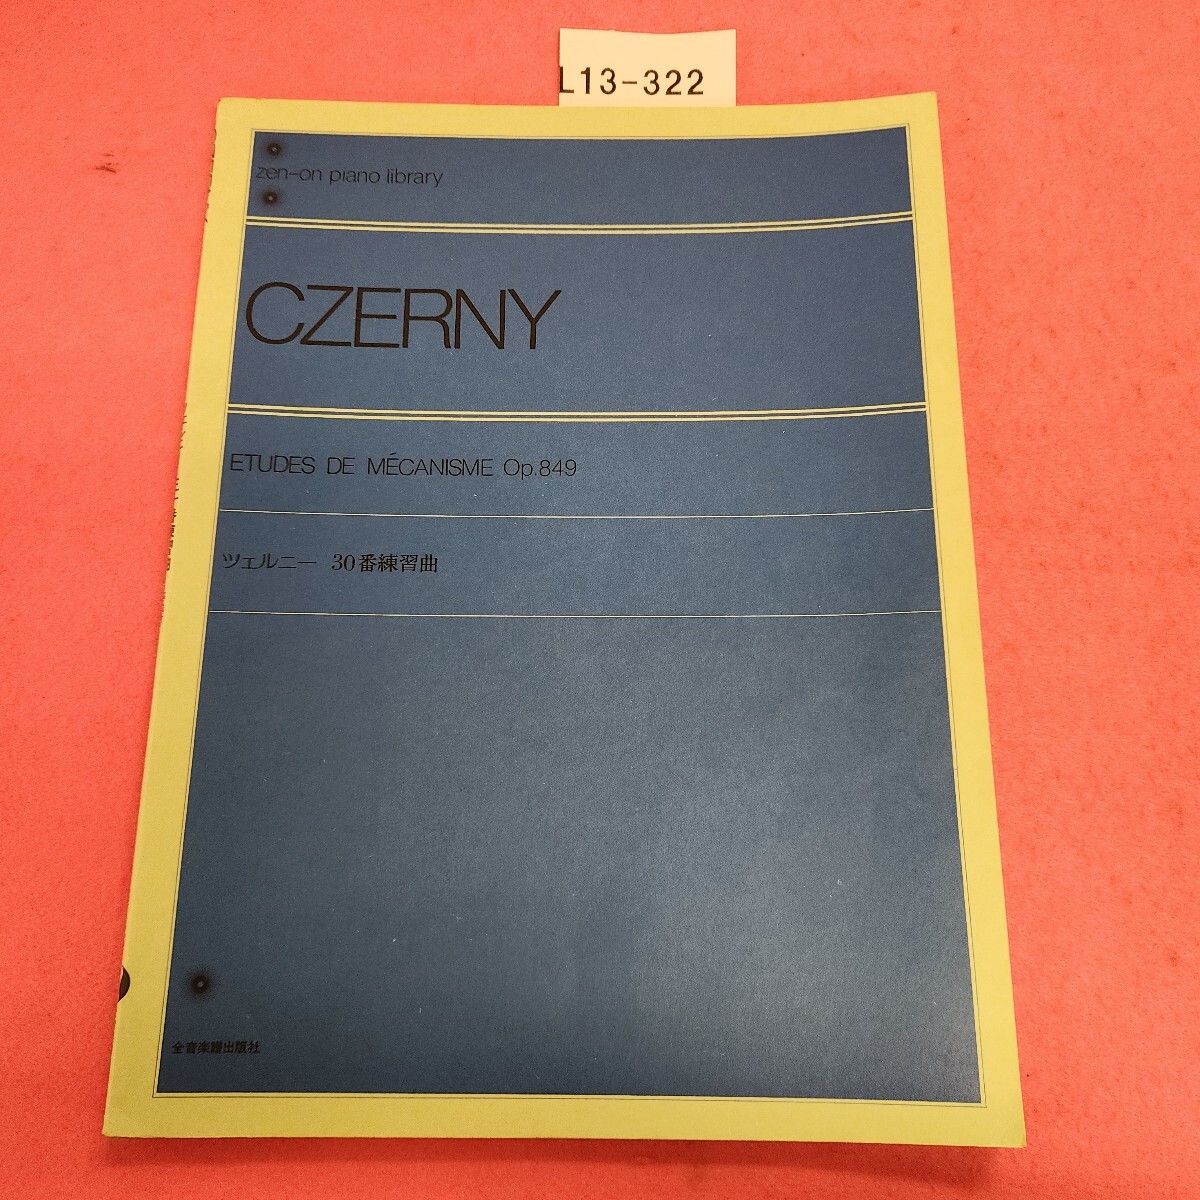 L13-322
zen-on piano library
CZERNY
ETUDES DE MÉCANISME Op.849
ツェルニー 30番練習曲
全音楽譜出版社